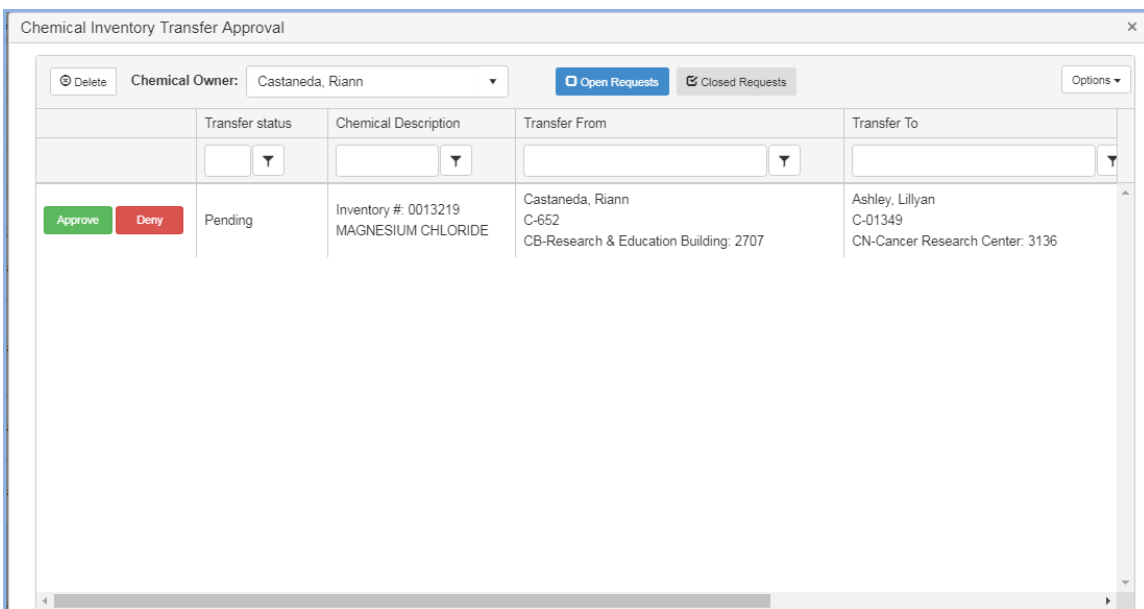 Chemical Inventory Transfer Approval
Delete Chemical Owner: Castaneda, Riann Open Requests Closed Requests Options
Transfer status Chemical Description Transfer From Transfer To
Approve Deny Pending
Inventory #: 0013219
MAGNESIUM CHLORIDE
Castaneda, Riann
C-652
CB-Research & Education Building: 2707
Ashley, Lillyan
C-01349
CN-Cancer Research Center: 3136